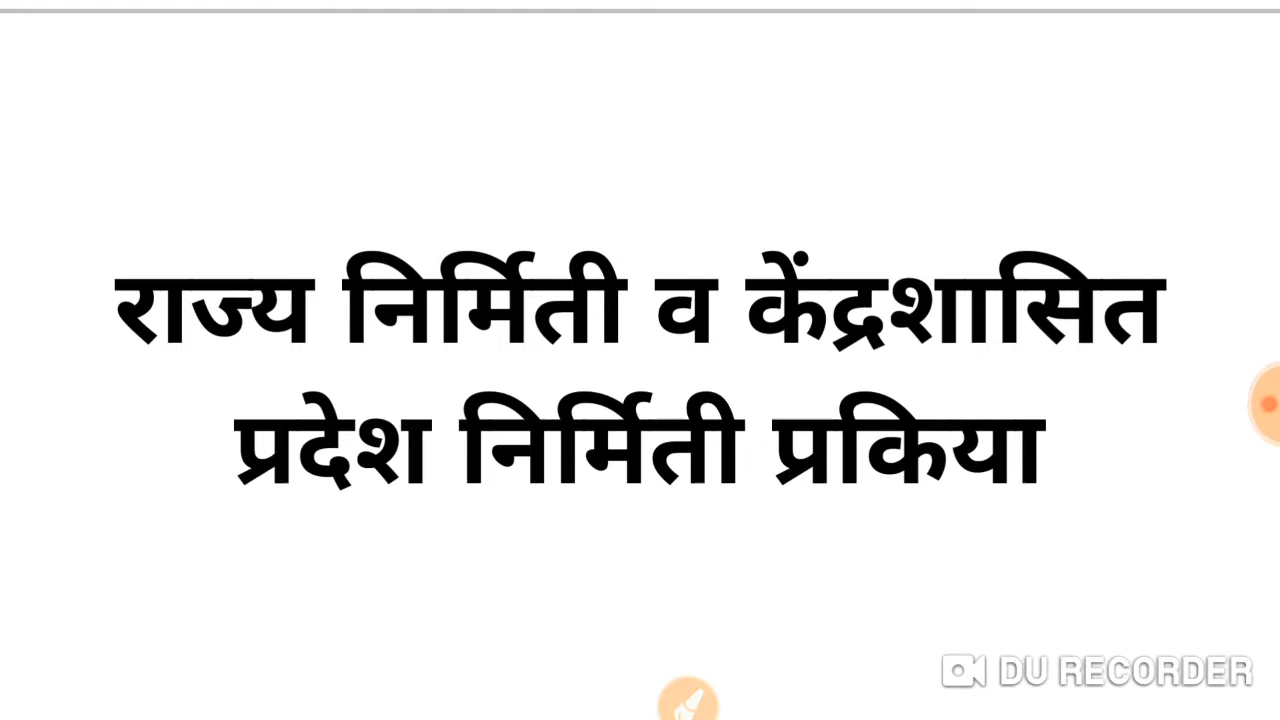 राज्य निर्मिती व केंद्रशासित
प्रदेश निर्मिती प्रकिया
DU RECORDER